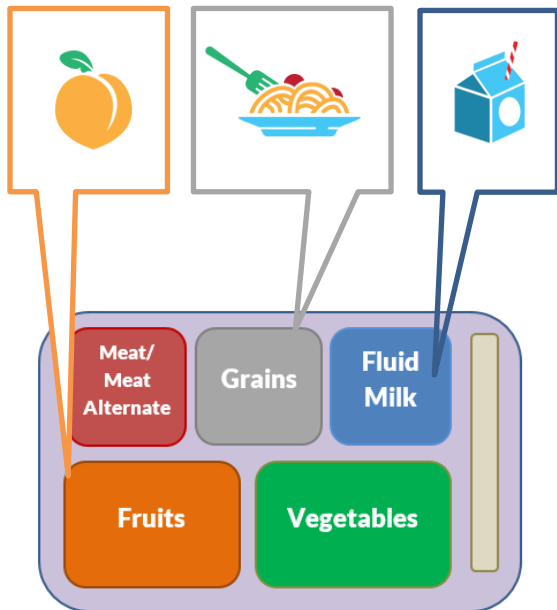 Meat/
Meat
Alternate
Grains
Fluid
Milk
Fruits
Vegetables